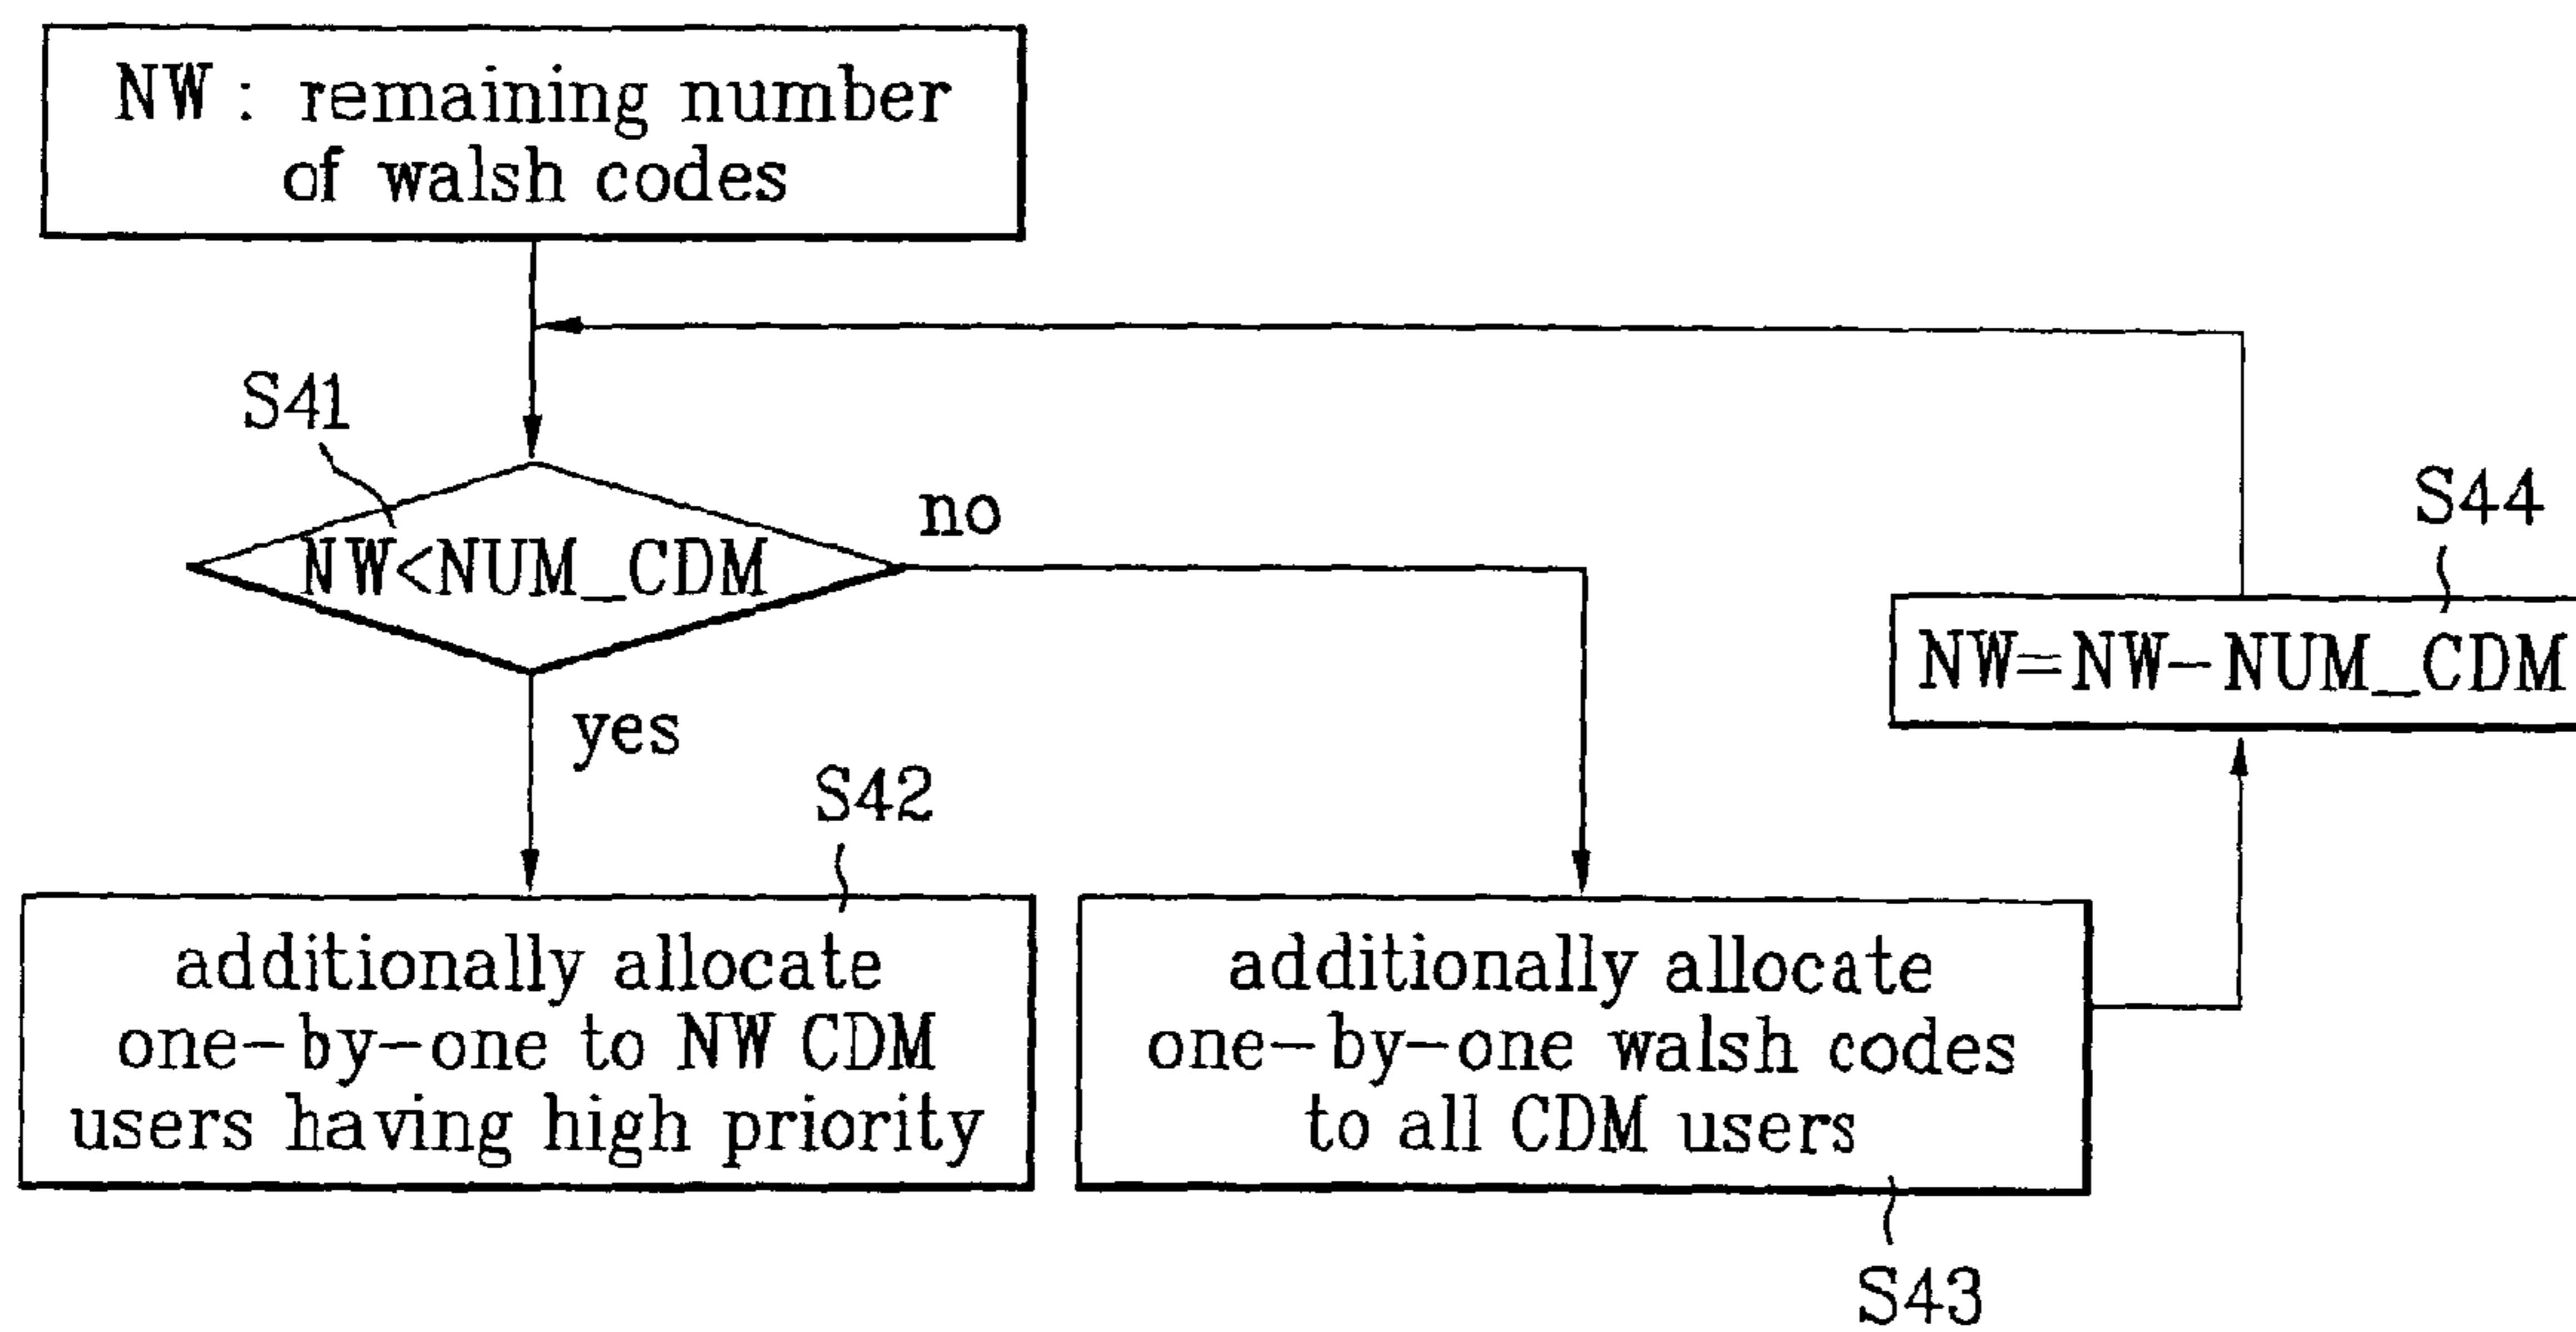 NW : remaining number
of walsh codes
S41
NW<NUM_CDM
no
yes
S44
NW=NW-NUM_CDM
S42
additionally allocate
one-by-one to NW CDM
users having high priority
additionally allocate
one-by-one walsh codes
to all CDM users
S43